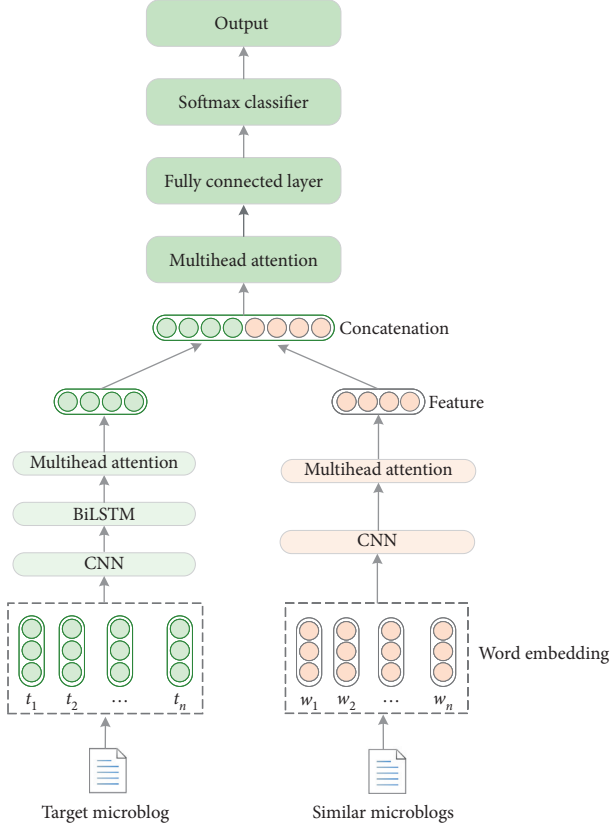 Output
Softmax classifier
Fully connected layer
Multihead attention
Concatenation
Feature
Multihead attention
Multihead attention
BiLSTM
CNN
CNN
Word embedding
t1 t2 ... tn
w1 w2 ... wn
Target microblog
Similar microblogs